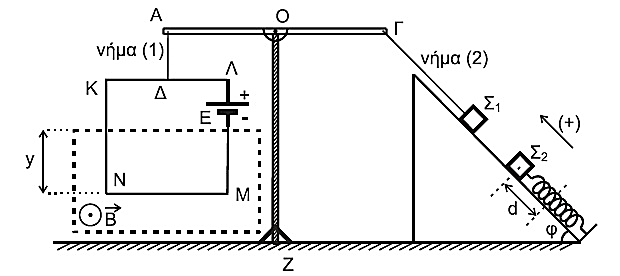 Α Ο Γ
νήμα (1) νήμα (2)
Κ Δ Λ
Ε + -
Σ₁
(+)
Σ₂
y
Ν Μ
d
B⃗
φ
Ζ